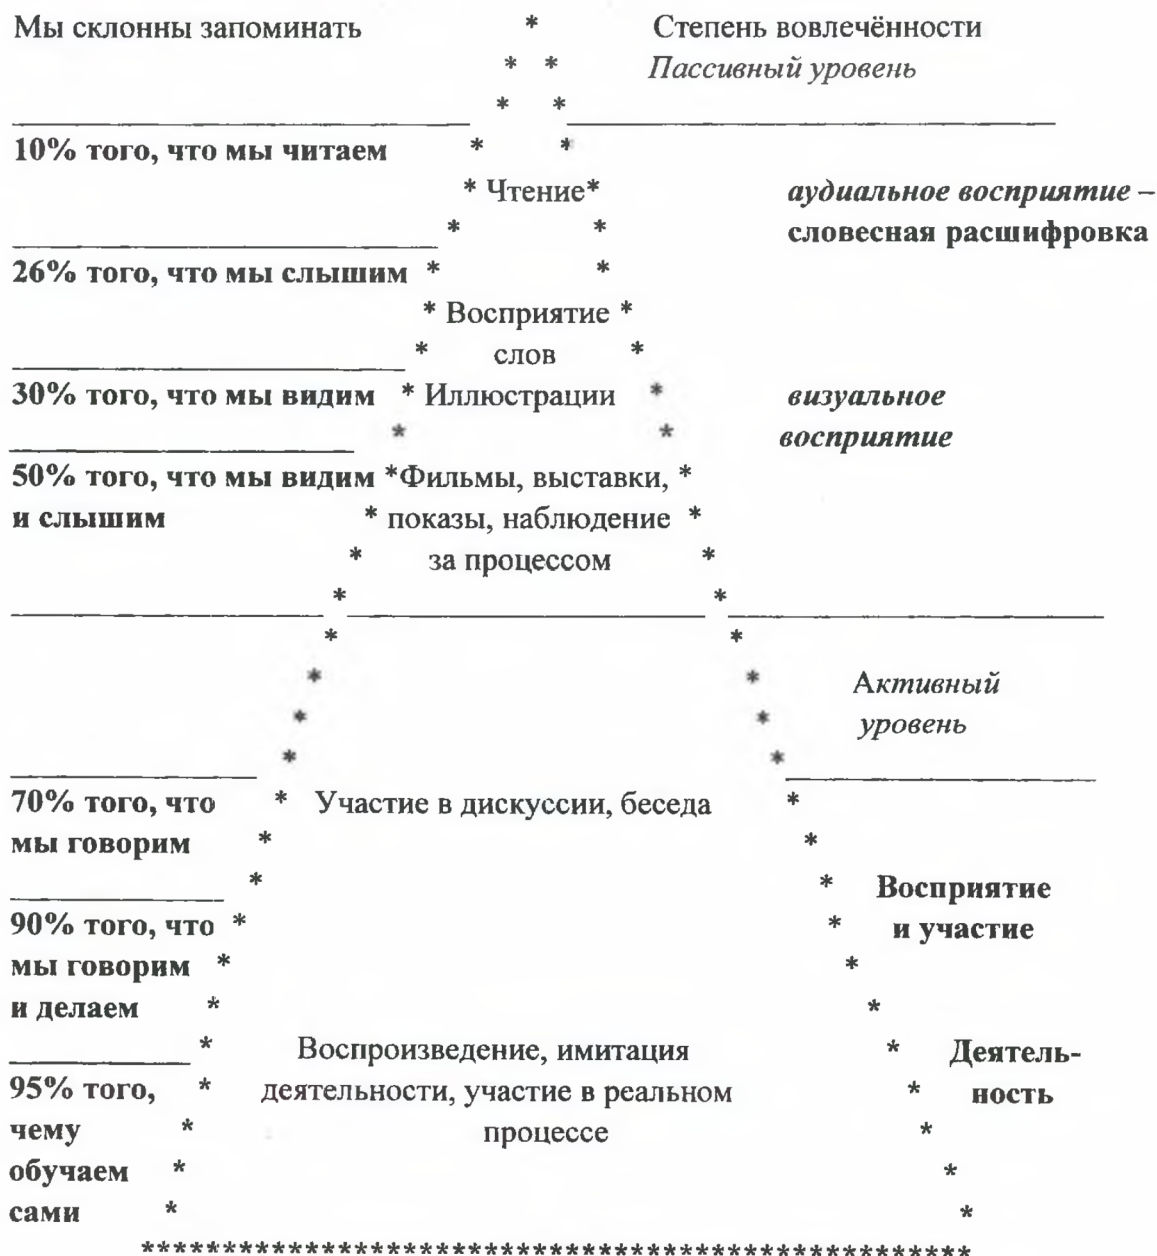 Мы склонны запоминать * Степень вовлечённости
* * Пассивный уровень
* *
10% того, что мы читаем * *
* Чтение* аудиальное восприятие –
* * словесная расшифровка
26% того, что мы слышим * *
* Восприятие *
* слов *
30% того, что мы видим * Иллюстрации * визуальное
* * восприятие
50% того, что мы видим *Фильмы, выставки, *
и слышим * показы, наблюдение *
* за процессом *
* *
* *
* * Активный
* * уровень
* *
70% того, что * Участие в дискуссии, беседа *
мы говорим * *
* * Восприятие
90% того, что * * и участие
мы говорим * *
и делаем * *
* Воспроизведение, имитация * Деятель-
95% того, * деятельности, участие в реальном * ность
чему * процессе *
обучаем * *
сами * *
***************************************************